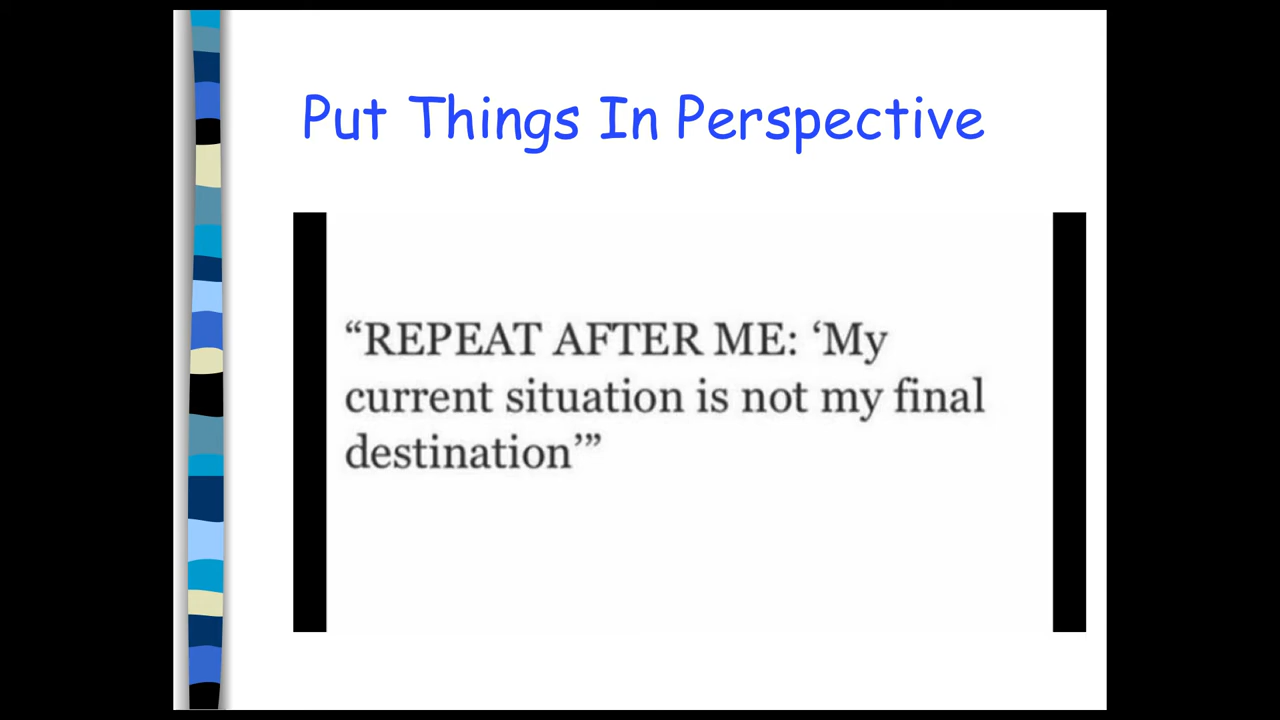 Put Things In Perspective
“REPEAT AFTER ME: ‘My
current situation is not my final
destination’”